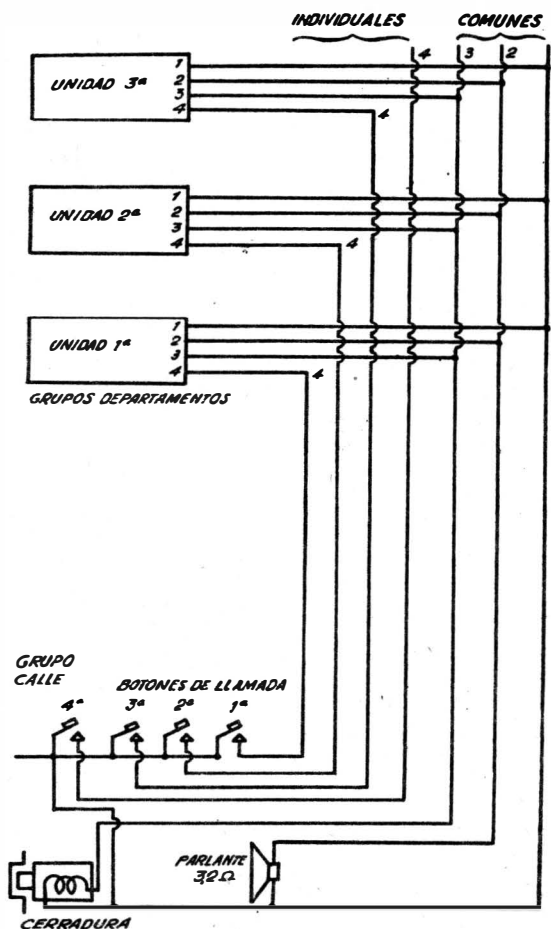 INDIVIDUALES
COMUNES
4
3
2
UNIDAD 3ª
1
2
3
4
4
UNIDAD 2ª
1
2
3
4
4
UNIDAD 1ª
1
2
3
4
4
GRUPOS DEPARTAMENTOS
GRUPO
CALLE
BOTONES DE LLAMADA
4ª
3ª
2ª
1ª
PARLANTE
3,2 Ω
CERRADURA